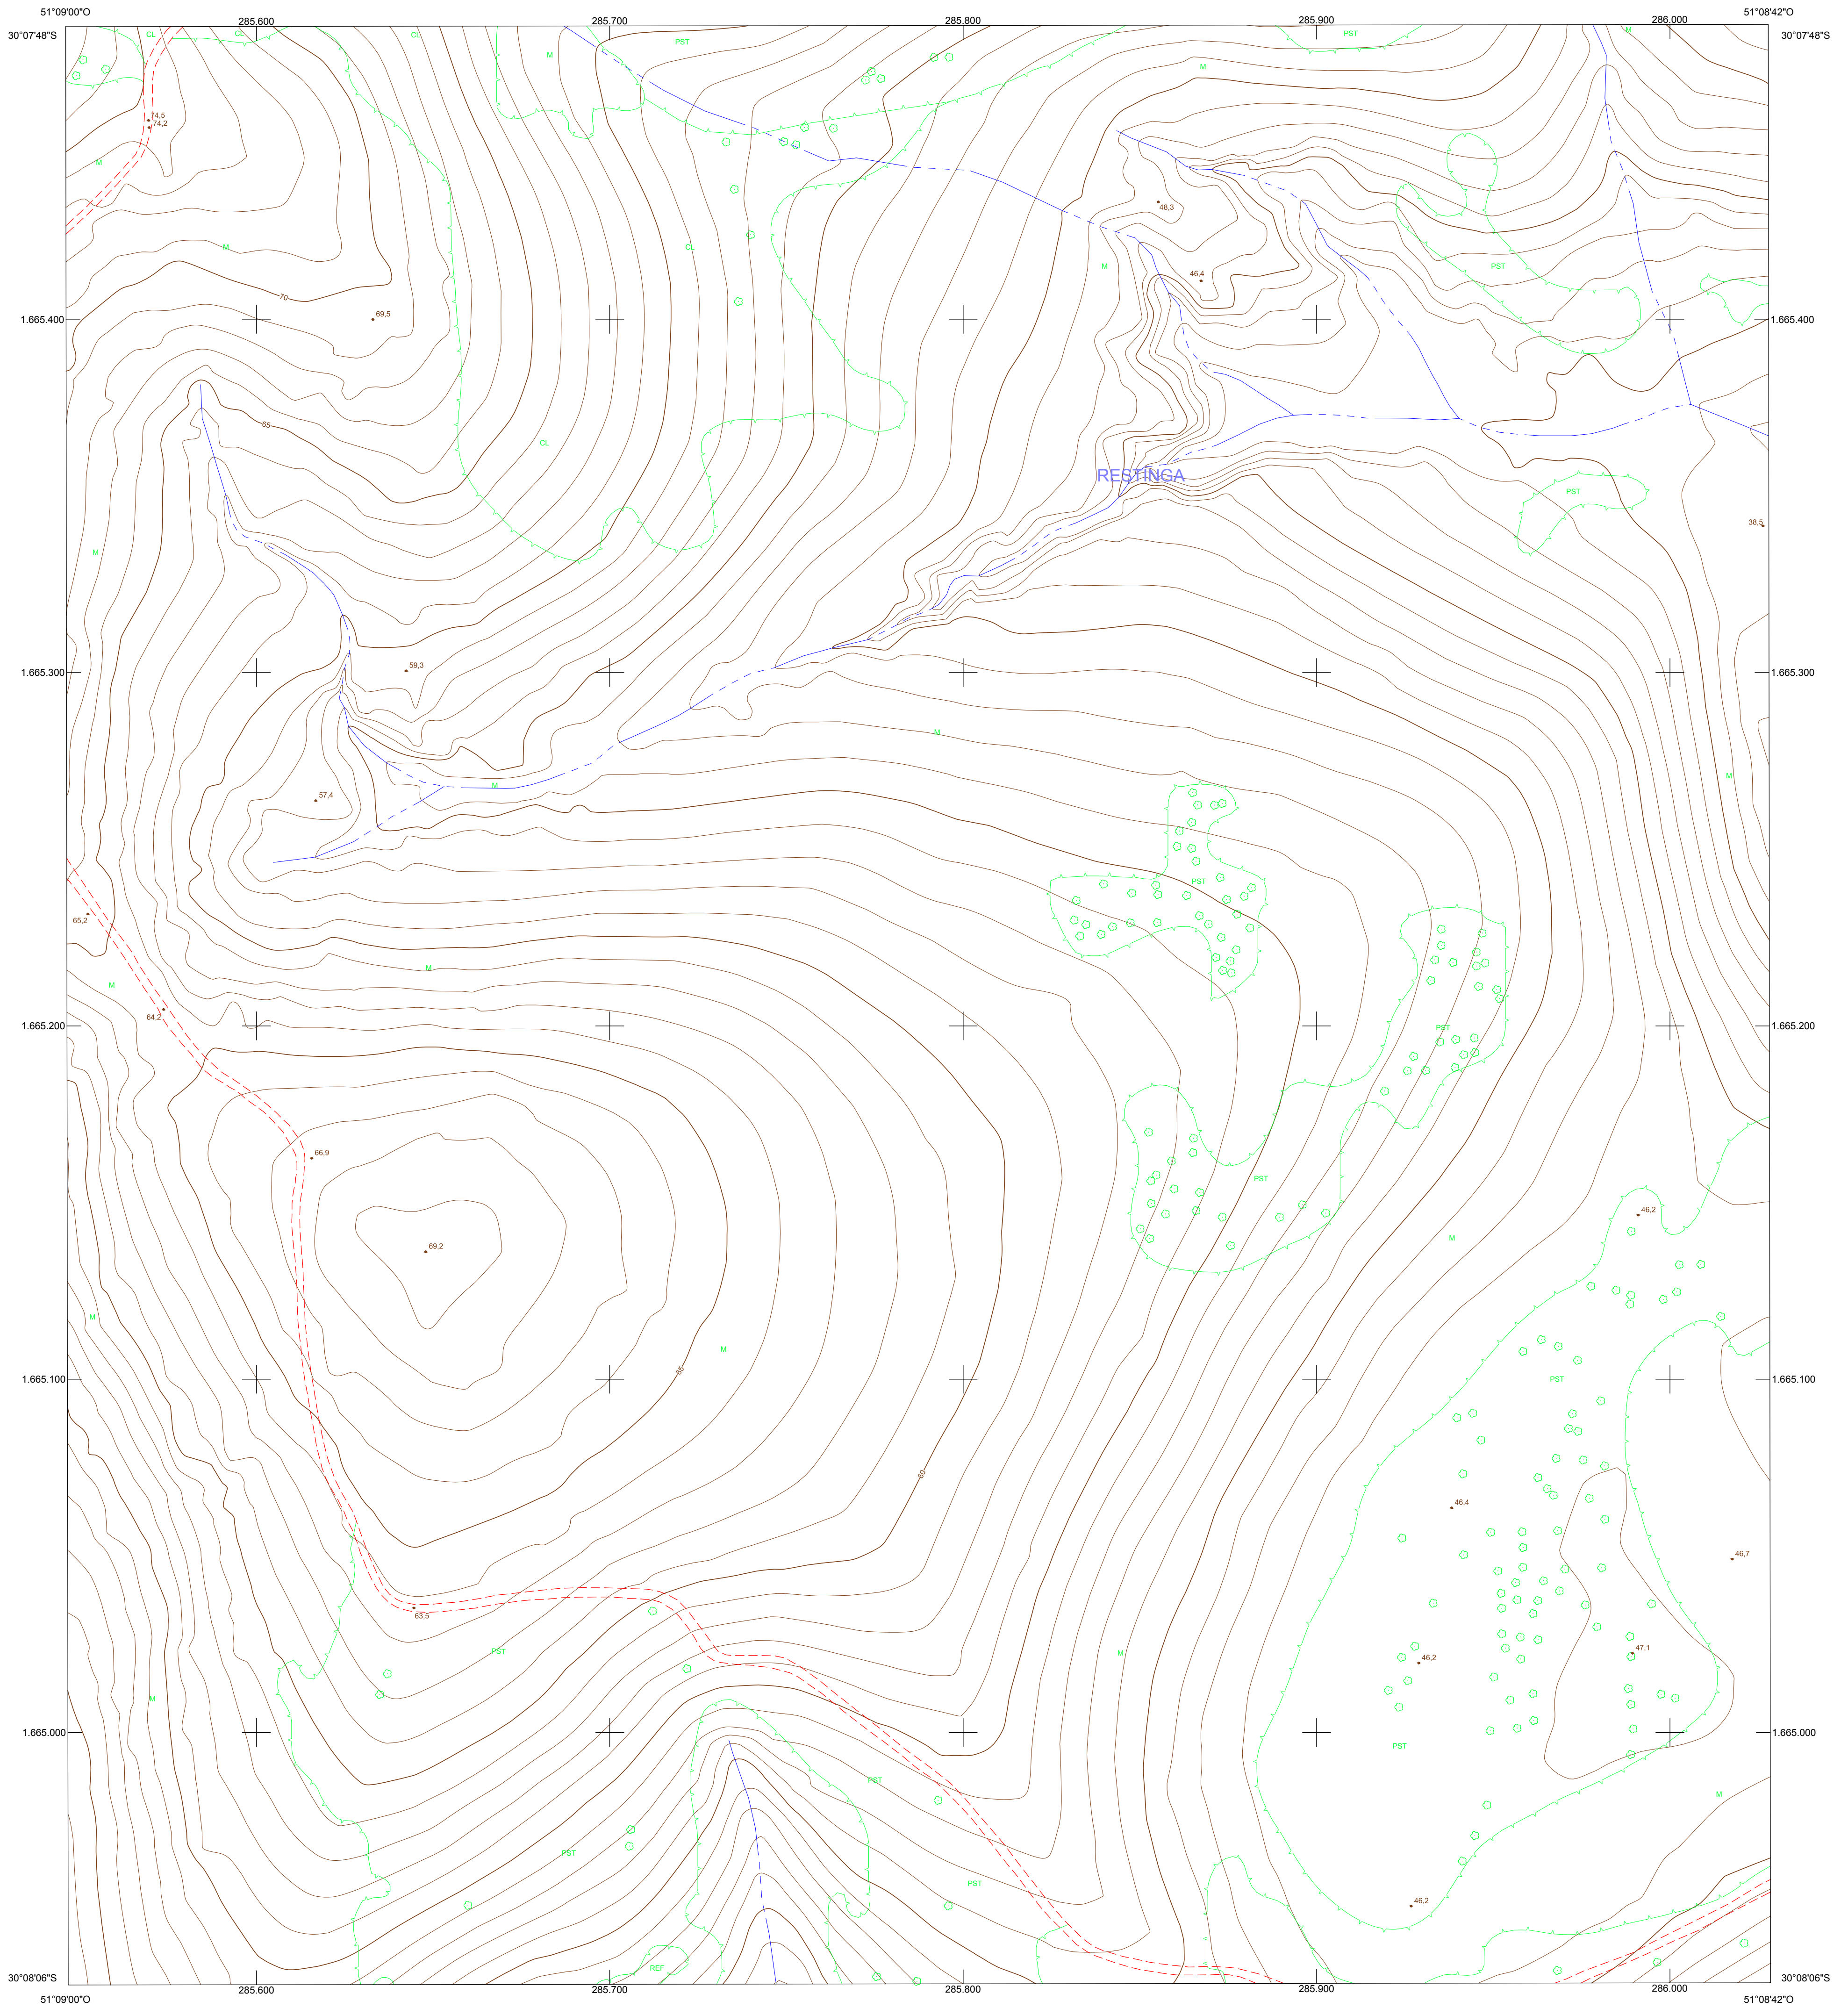 51°09'00"O
285.600
285.700
285.800
285.900
286.000
51°08'42"O
30°07'48"S
30°07'48"S
CL
CL
CL
M
PST
M
PST
M
74,5
74,2
M
48,3
M
CL
M
46,4
PST
70
69,5
1.665.400
1.665.400
65
CL
RESTINGA
PST
38,5
M
59,3
1.665.300
1.665.300
M
M
M
57,4
PST
65,2
M
M
64,2
1.665.200
PST
1.665.200
66,9
PST
46,2
69,2
M
M
M
65
1.665.100
PST
1.665.100
60
46,4
46,7
63,5
PST
M
46,2
47,1
M
1.665.000
PST
1.665.000
PST
M
PST
PST
46,2
REF
30°08'06"S
30°08'06"S
285.600
285.700
285.800
285.900
286.000
51°09'00"O
51°08'42"O